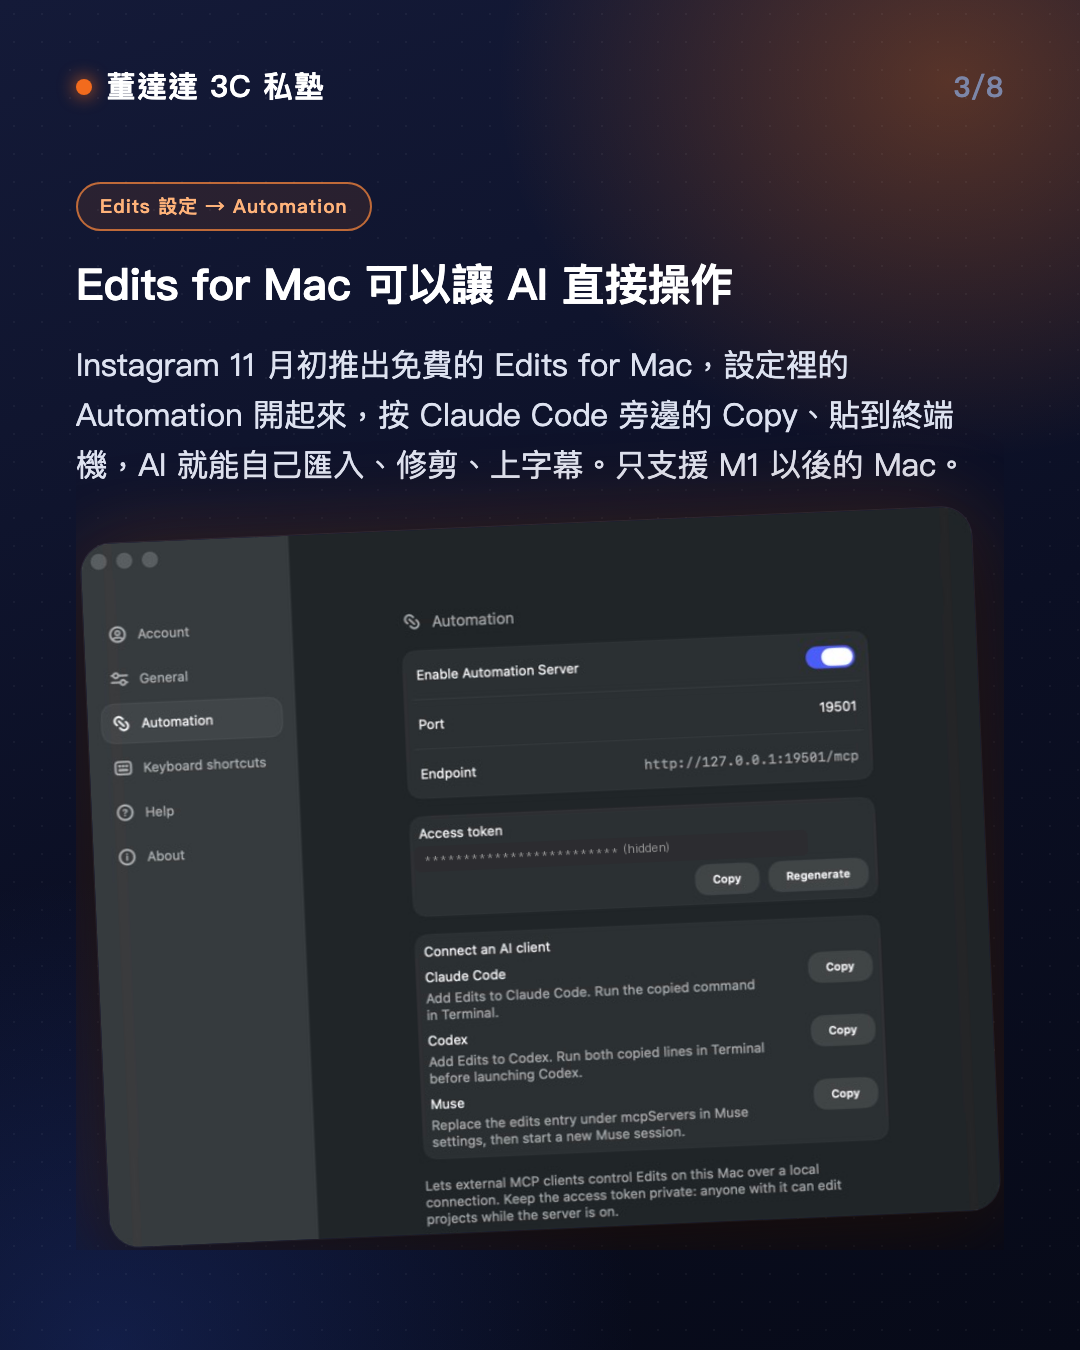 董達達 3C 私塾
3/8
Edits 設定 → Automation
Edits for Mac 可以讓 AI 直接操作
Instagram 11 月初推出免費的 Edits for Mac，設定裡的
Automation 開起來，按 Claude Code 旁邊的 Copy、貼到終端
機，AI 就能自己匯入、修剪、上字幕。只支援 M1 以後的 Mac。
Account
General
Automation
Keyboard shortcuts
Help
About
Automation
Enable Automation Server
Port
19501
Endpoint
http://127.0.0.1:19501/mcp
Access token
************************* (hidden)
Copy
Regenerate
Connect an AI client
Claude Code
Add Edits to Claude Code. Run the copied command
in Terminal.
Copy
Codex
Add Edits to Codex. Run both copied lines in Terminal
before launching Codex.
Copy
Muse
Replace the edits entry under mcpServers in Muse
settings, then start a new Muse session.
Copy
Lets external MCP clients control Edits on this Mac over a local
connection. Keep the access token private: anyone with it can edit
projects while the server is on.